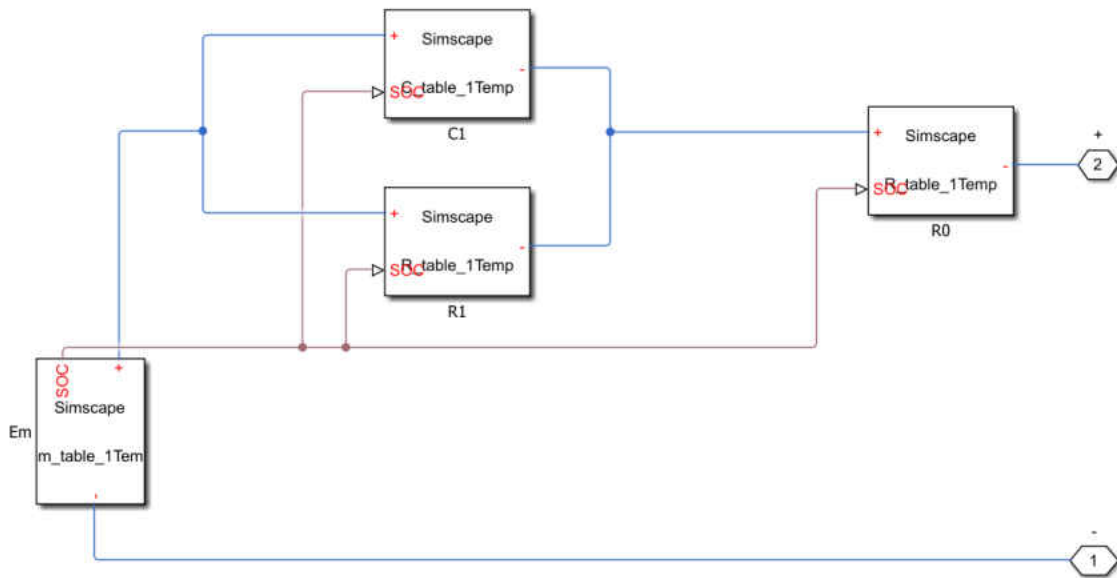 +
Simscape
-
C_table_1Temp
SOC
C1
+
Simscape
-
R_table_1Temp
SOC
R1
+
Simscape
-
R_table_1Temp
SOC
R0
+
2
SOC
+
Simscape
Em
m_table_1Tem
-
-
1